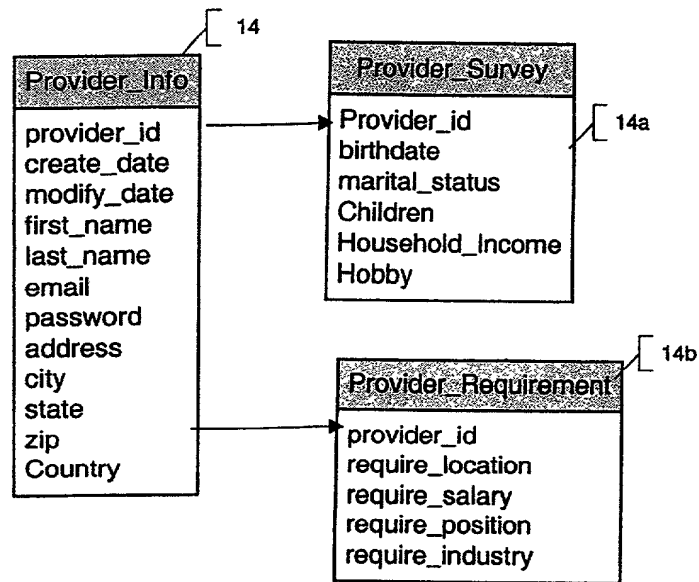 14
Provider_Info
provider_id
create_date
modify_date
first_name
last_name
email
password
address
city
state
zip
Country
Provider_Survey
14a
Provider_id
birthdate
marital_status
Children
Household_Income
Hobby
14b
Provider_Requirement
provider_id
require_location
require_salary
require_position
require_industry